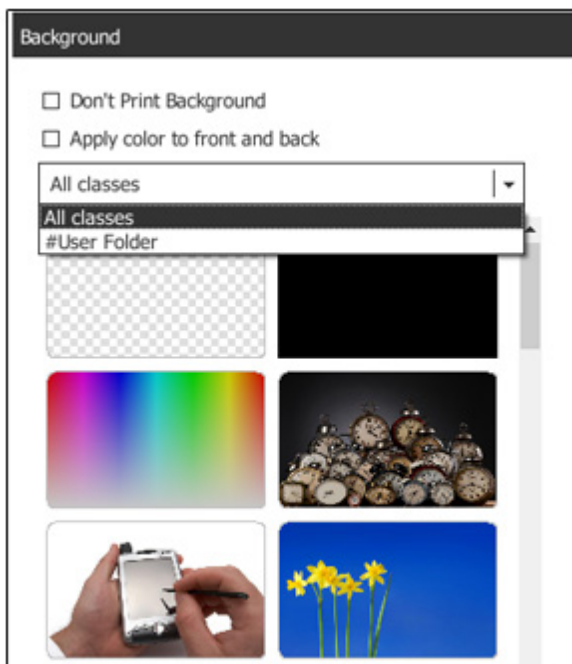 Background
Don't Print Background
Apply color to front and back
All classes
All classes
#User Folder